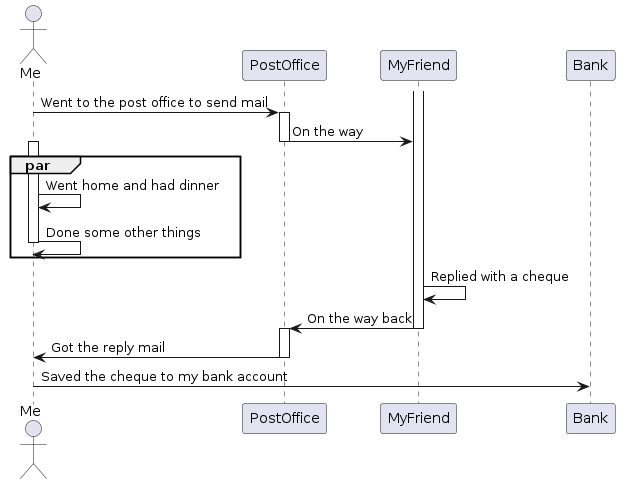 Me
PostOffice
MyFriend
Bank
Went to the post office to send mail
On the way
par
Went home and had dinner
Done some other things
Replied with a cheque
On the way back
Got the reply mail
Saved the cheque to my bank account
Me
PostOffice
MyFriend
Bank